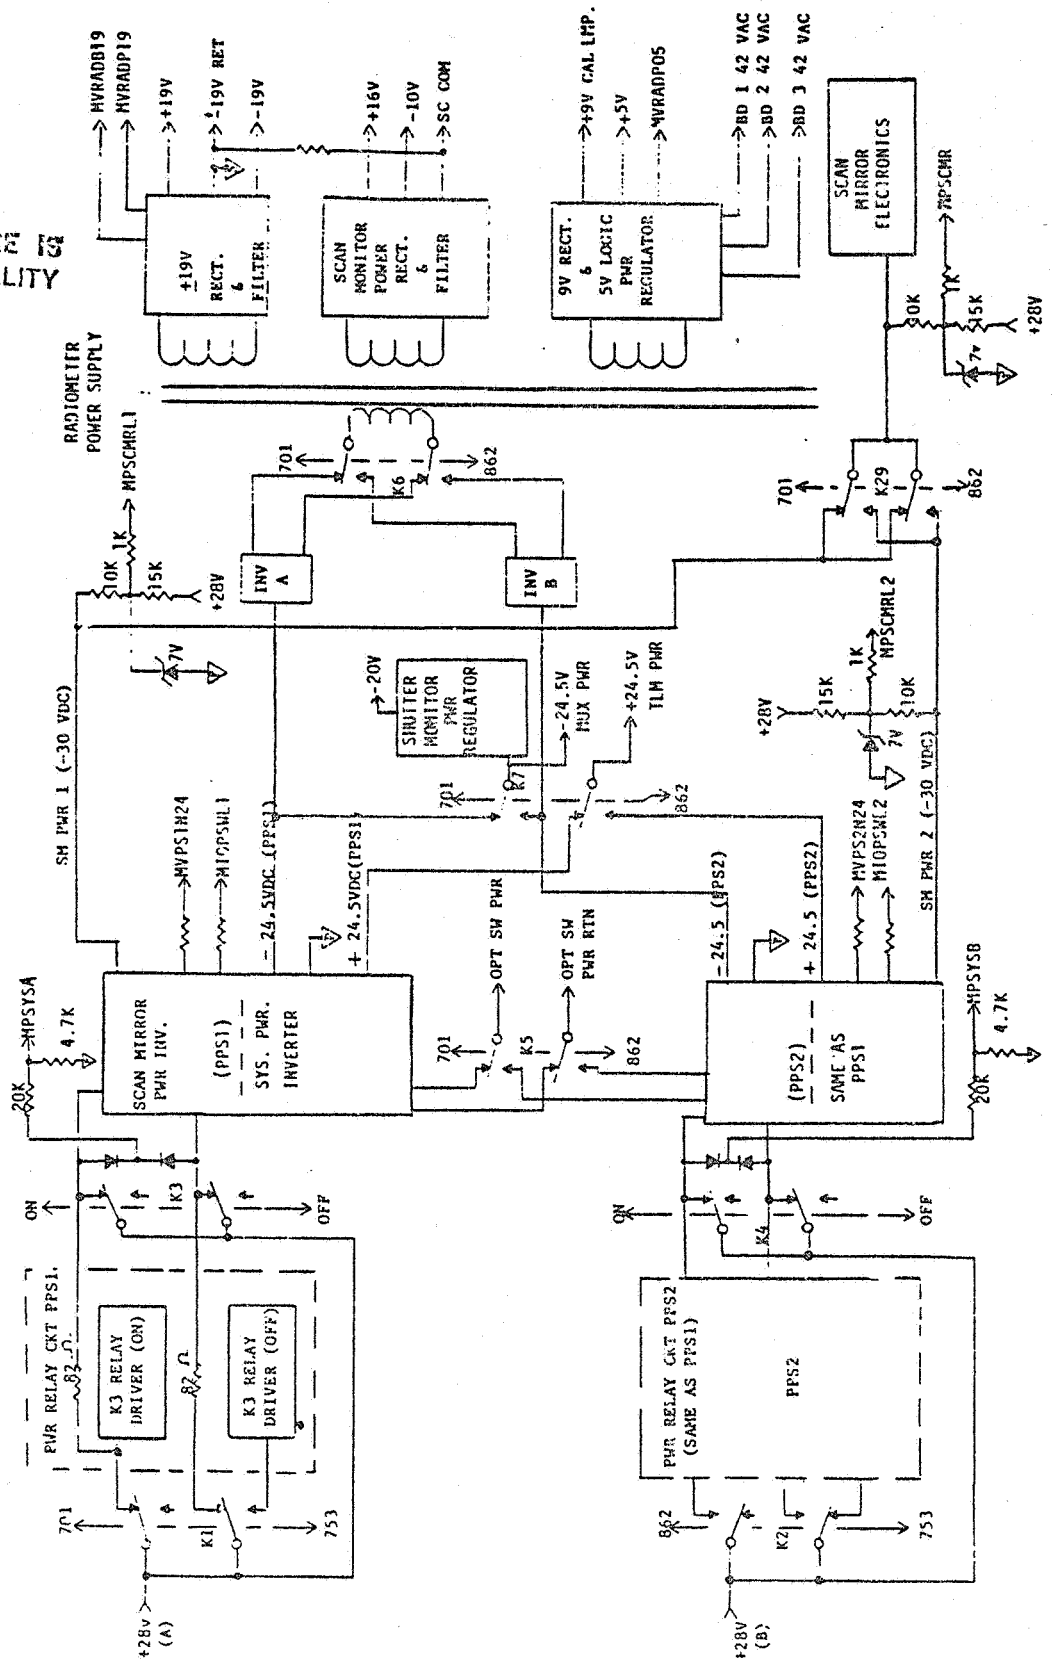 LITY
RADIOMETER
POWER SUPPLY
MVRADB19
MVRADP19
+19V
±19V RET
-19V
±19V
RECT.
&
FILTER
+16V
-10V
SC COM
SCAN
MONITOR
POWER
RECT.
&
FILTER
+9V CAL LMP.
+5V
MVRADP05
BD 1 42 VAC
BD 2 42 VAC
BD 3 42 VAC
9V RECT.
&
5V LOGIC
PWR
REGULATOR
SCAN
MIRROR
ELECTRONICS
MPSCMR
1K
10K
15K
7V
+28V
701
K6
862
701
K29
862
INV
A
INV
B
MPSCMRL1
1K
10K
15K
+28V
7V
SM PWR 1 (-30 VDC)
-20V
SHUTTER
MONITOR
PWR
REGULATOR
-24.5V
MUX PWR
+24.5V
TLM PWR
701
K7
862
MPSCMRL2
1K
+28V
15K
10K
7V
SM PWR 2 (-30 VDC)
MVPS1N24
MIOPSWL1
- 24.5VDC (PPS1)
+ 24.5VDC(PPS1)
-24.5 (PPS2)
+ 24.5 (PPS2)
MVPS2N24
MIOPSWL2
MPSYSA
4.7K
20K
SCAN MIRROR
PWR INV.
(PPS1)
SYS. PWR.
INVERTER
OPT SW PWR
OPT SW
PWR RTN
701
K5
862
(PPS2)
SAME AS
PPS1
MPSYSB
4.7K
20K
ON
K3
OFF
ON
K4
OFF
PWR RELAY CKT PPS1.
82 Ω
K3 RELAY
DRIVER (ON)
82 Ω
K3 RELAY
DRIVER (OFF)
PWR RELAY CKT PPS2
(SAME AS PPS1)
PPS2
701
K1
753
862
K2
753
+28V
(A)
+28V
(B)